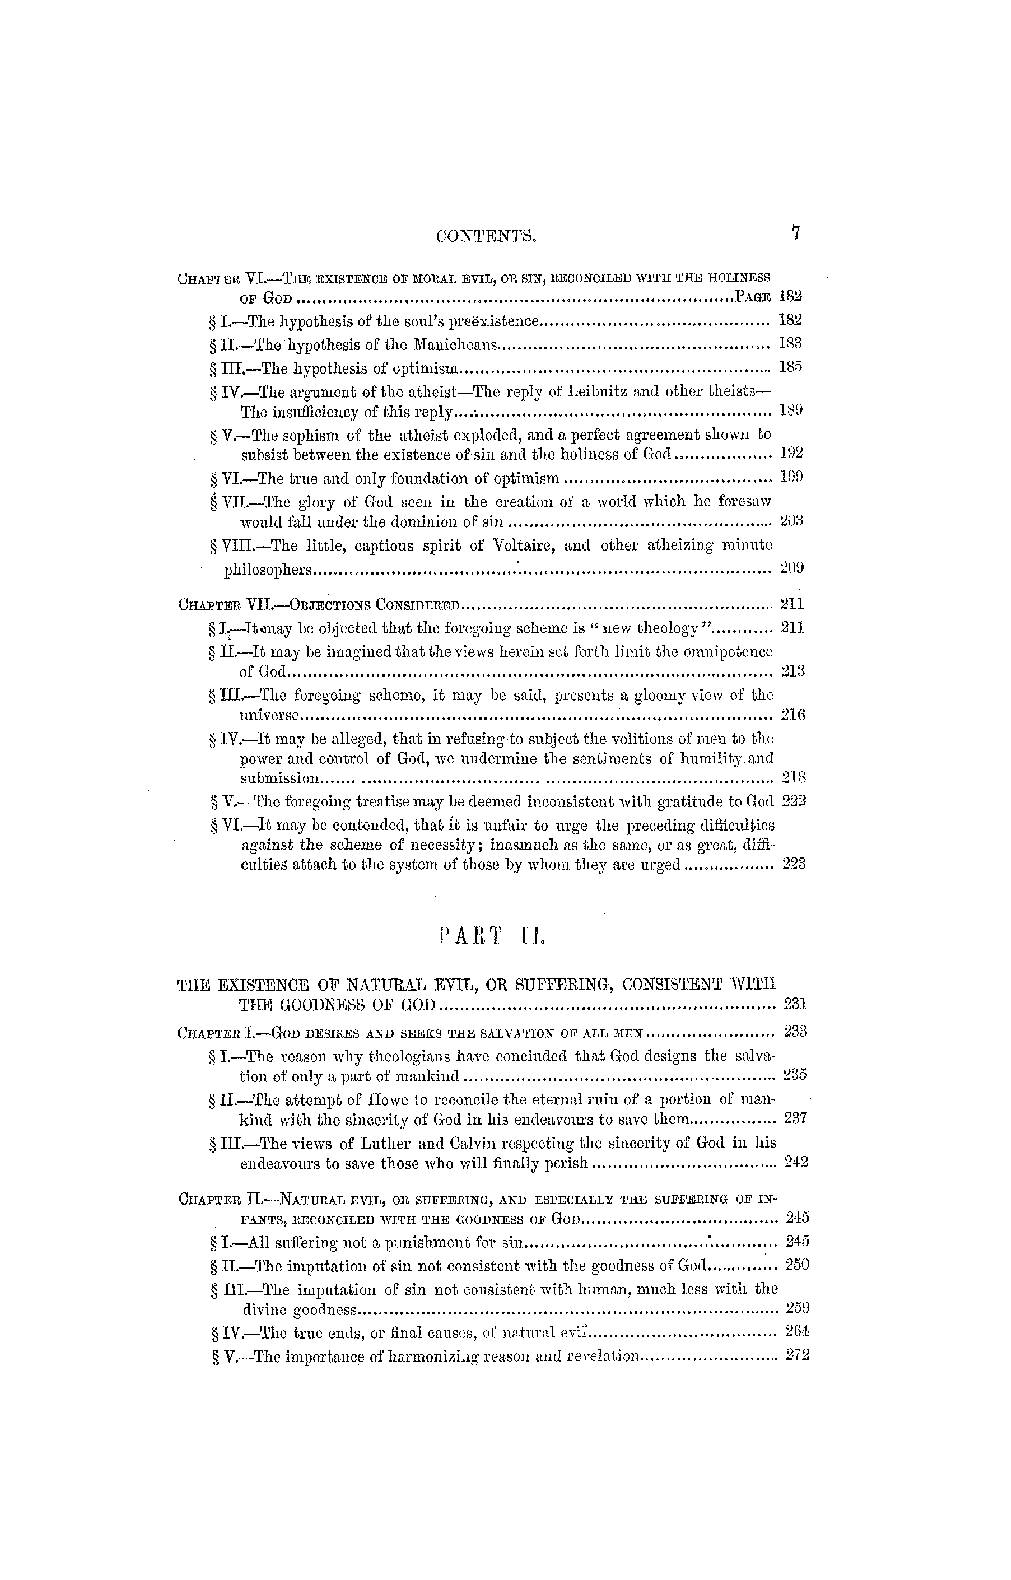 CONTENTS. 7
CHAPTER VI.—THE EXISTENCE OF MORAL EVIL, OR SIN, RECONCILED WITH THE HOLINESS
OF GOD ........ PAGE 182
§ I.—The hypothesis of the soul's preëxistence ........ 182
§ II.—The hypothesis of the Manicheans ........ 183
§ III.—The hypothesis of optimism ........ 185
§ IV.—The argument of the atheist—The reply of Leibnitz and other theists—
The insufficiency of this reply ........ 189
§ V.—The sophism of the atheist exploded, and a perfect agreement shown to
subsist between the existence of sin and the holiness of God ........ 192
§ VI.—The true and only foundation of optimism ........ 199
§ VII.—The glory of God seen in the creation of a world which he foresaw
would fall under the dominion of sin ........ 203
§ VIII.—The little, captious spirit of Voltaire, and other atheizing minute
philosophers ........ 209
CHAPTER VII.—OBJECTIONS CONSIDERED ........ 211
§ I.—It may be objected that the foregoing scheme is "new theology" ........ 211
§ II.—It may be imagined that the views herein set forth limit the omnipotence
of God ........ 213
§ III.—The foregoing scheme, it may be said, presents a gloomy view of the
universe ........ 216
§ IV.—It may be alleged, that in refusing to subject the volitions of men to the
power and control of God, we undermine the sentiments of humility and
submission ........ 218
§ V.—The foregoing treatise may be deemed inconsistent with gratitude to God 222
§ VI.—It may be contended, that it is unfair to urge the preceding difficulties
against the scheme of necessity; inasmuch as the same, or as great, diffi-
culties attach to the system of those by whom they are urged ........ 223
PART II.
THE EXISTENCE OF NATURAL EVIL, OR SUFFERING, CONSISTENT WITH
THE GOODNESS OF GOD ........ 231
CHAPTER I.—GOD DESIRES AND SEEKS THE SALVATION OF ALL MEN ........ 233
§ I.—The reason why theologians have concluded that God designs the salva-
tion of only a part of mankind ........ 235
§ II.—The attempt of Howe to reconcile the eternal ruin of a portion of man-
kind with the sincerity of God in his endeavours to save them ........ 237
§ III.—The views of Luther and Calvin respecting the sincerity of God in his
endeavours to save those who will finally perish ........ 242
CHAPTER II.—NATURAL EVIL, OR SUFFERING, AND ESPECIALLY THE SUFFERING OF IN-
FANTS, RECONCILED WITH THE GOODNESS OF GOD ........ 245
§ I.—All suffering not a punishment for sin ........ 245
§ II.—The imputation of sin not consistent with the goodness of God ........ 250
§ III.—The imputation of sin not consistent with human, much less with the
divine goodness ........ 259
§ IV.—The true ends, or final causes, of natural evil ........ 264
§ V.—The importance of harmonizing reason and revelation ........ 272